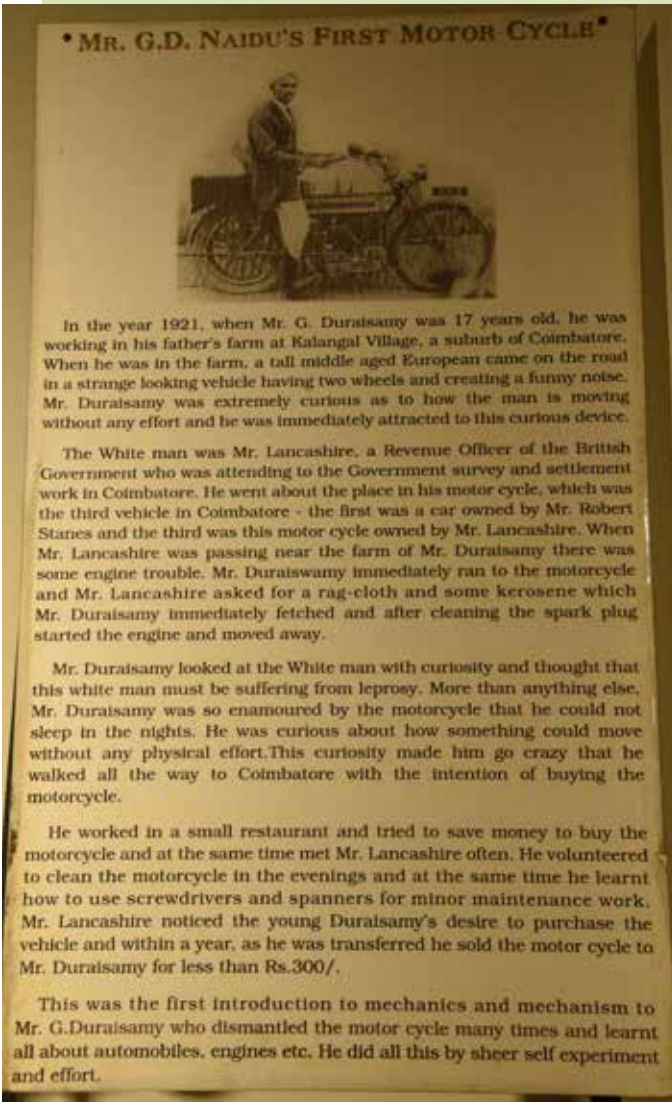 • MR. G.D. NAIDU'S FIRST MOTOR CYCLE •
In the year 1921, when Mr. G. Duraisamy was 17 years old, he was
working in his father's farm at Kalangal Village, a suburb of Coimbatore.
When he was in the farm, a tall middle aged European came on the road
in a strange looking vehicle having two wheels and creating a funny noise.
Mr. Duraisamy was extremely curious as to how the man is moving
without any effort and he was immediately attracted to this curious device.
The White man was Mr. Lancashire, a Revenue Officer of the British
Government who was attending to the Government survey and settlement
work in Coimbatore. He went about the place in his motor cycle, which was
the third vehicle in Coimbatore - the first was a car owned by Mr. Robert
Stanes and the third was this motor cycle owned by Mr. Lancashire. When
Mr. Lancashire was passing near the farm of Mr. Duraisamy there was
some engine trouble. Mr. Duraiswamy immediately ran to the motorcycle
and Mr. Lancashire asked for a rag-cloth and some kerosene which
Mr. Duraisamy immediately fetched and after cleaning the spark plug
started the engine and moved away.
Mr. Duraisamy looked at the White man with curiosity and thought that
this white man must be suffering from leprosy. More than anything else,
Mr. Duraisamy was so enamoured by the motorcycle that he could not
sleep in the nights. He was curious about how something could move
without any physical effort.This curiosity made him go crazy that he
walked all the way to Coimbatore with the intention of buying the
motorcycle.
He worked in a small restaurant and tried to save money to buy the
motorcycle and at the same time met Mr. Lancashire often. He volunteered
to clean the motorcycle in the evenings and at the same time he learnt
how to use screwdrivers and spanners for minor maintenance work.
Mr. Lancashire noticed the young Duraisamy's desire to purchase the
vehicle and within a year, as he was transferred he sold the motor cycle to
Mr. Duraisamy for less than Rs.300/.
This was the first introduction to mechanics and mechanism to
Mr. G.Duraisamy who dismantled the motor cycle many times and learnt
all about automobiles, engines etc. He did all this by sheer self experiment
and effort.